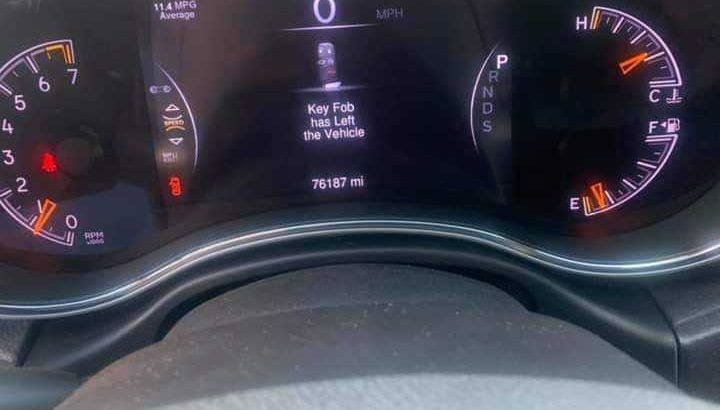 11.4 MPG
Average
0
MPH
Key Fob
has Left
the Vehicle
76187 mi
7
6
5
4
3
2
1
0
RPM
x1000
SPEED
P
R
N
D
S
H
C
F
E